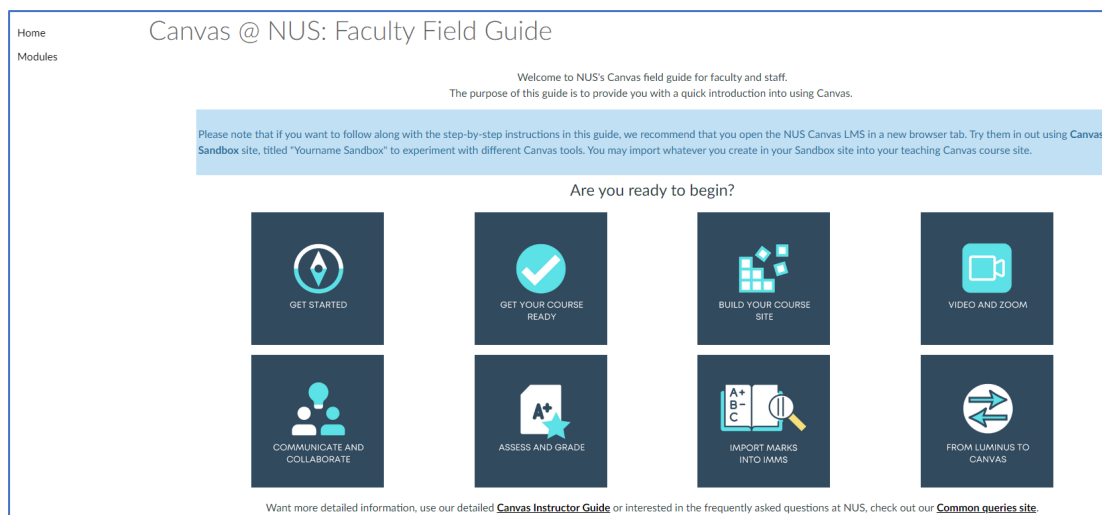 Home
Modules
Canvas @ NUS: Faculty Field Guide
Welcome to NUS's Canvas field guide for faculty and staff.
The purpose of this guide is to provide you with a quick introduction into using Canvas.
Please note that if you want to follow along with the step-by-step instructions in this guide, we recommend that you open the NUS Canvas LMS in a new browser tab. Try them in out using Canvas
Sandbox site, titled "Yourname Sandbox" to experiment with different Canvas tools. You may import whatever you create in your Sandbox site into your teaching Canvas course site.
Are you ready to begin?
GET STARTED
GET YOUR COURSE
READY
BUILD YOUR COURSE
SITE
VIDEO AND ZOOM
COMMUNICATE AND
COLLABORATE
A+
ASSESS AND GRADE
A+
B-
C
IMPORT MARKS
INTO IMMS
FROM LUMINUS TO
CANVAS
Want more detailed information, use our detailed Canvas Instructor Guide or interested in the frequently asked questions at NUS, check out our Common queries site.